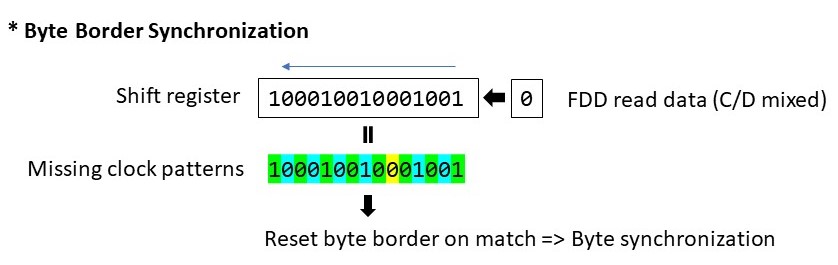 * Byte Border Synchronization
Shift register 100010010001001 0 FDD read data (C/D mixed)
Missing clock patterns 100010010001001
Reset byte border on match => Byte synchronization